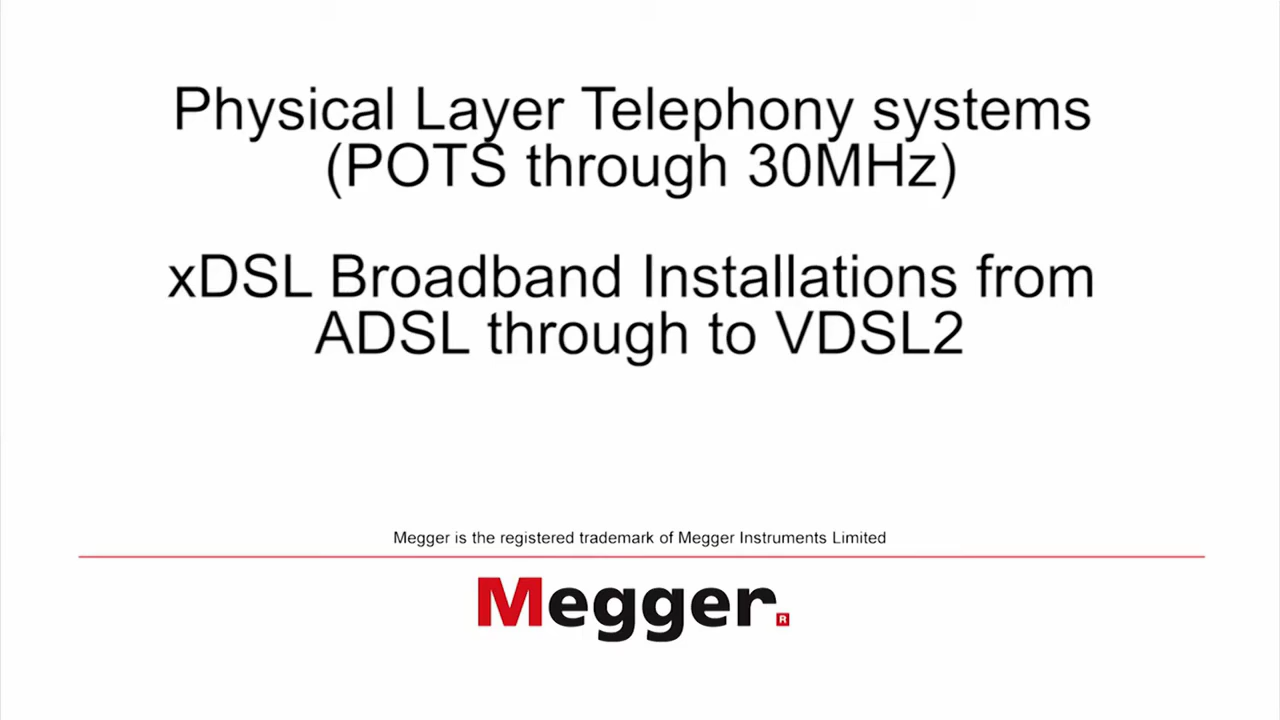 Physical Layer Telephony systems
(POTS through 30MHz)
xDSL Broadband Installations from
ADSL through to VDSL2
Megger is the registered trademark of Megger Instruments Limited
Megger. R